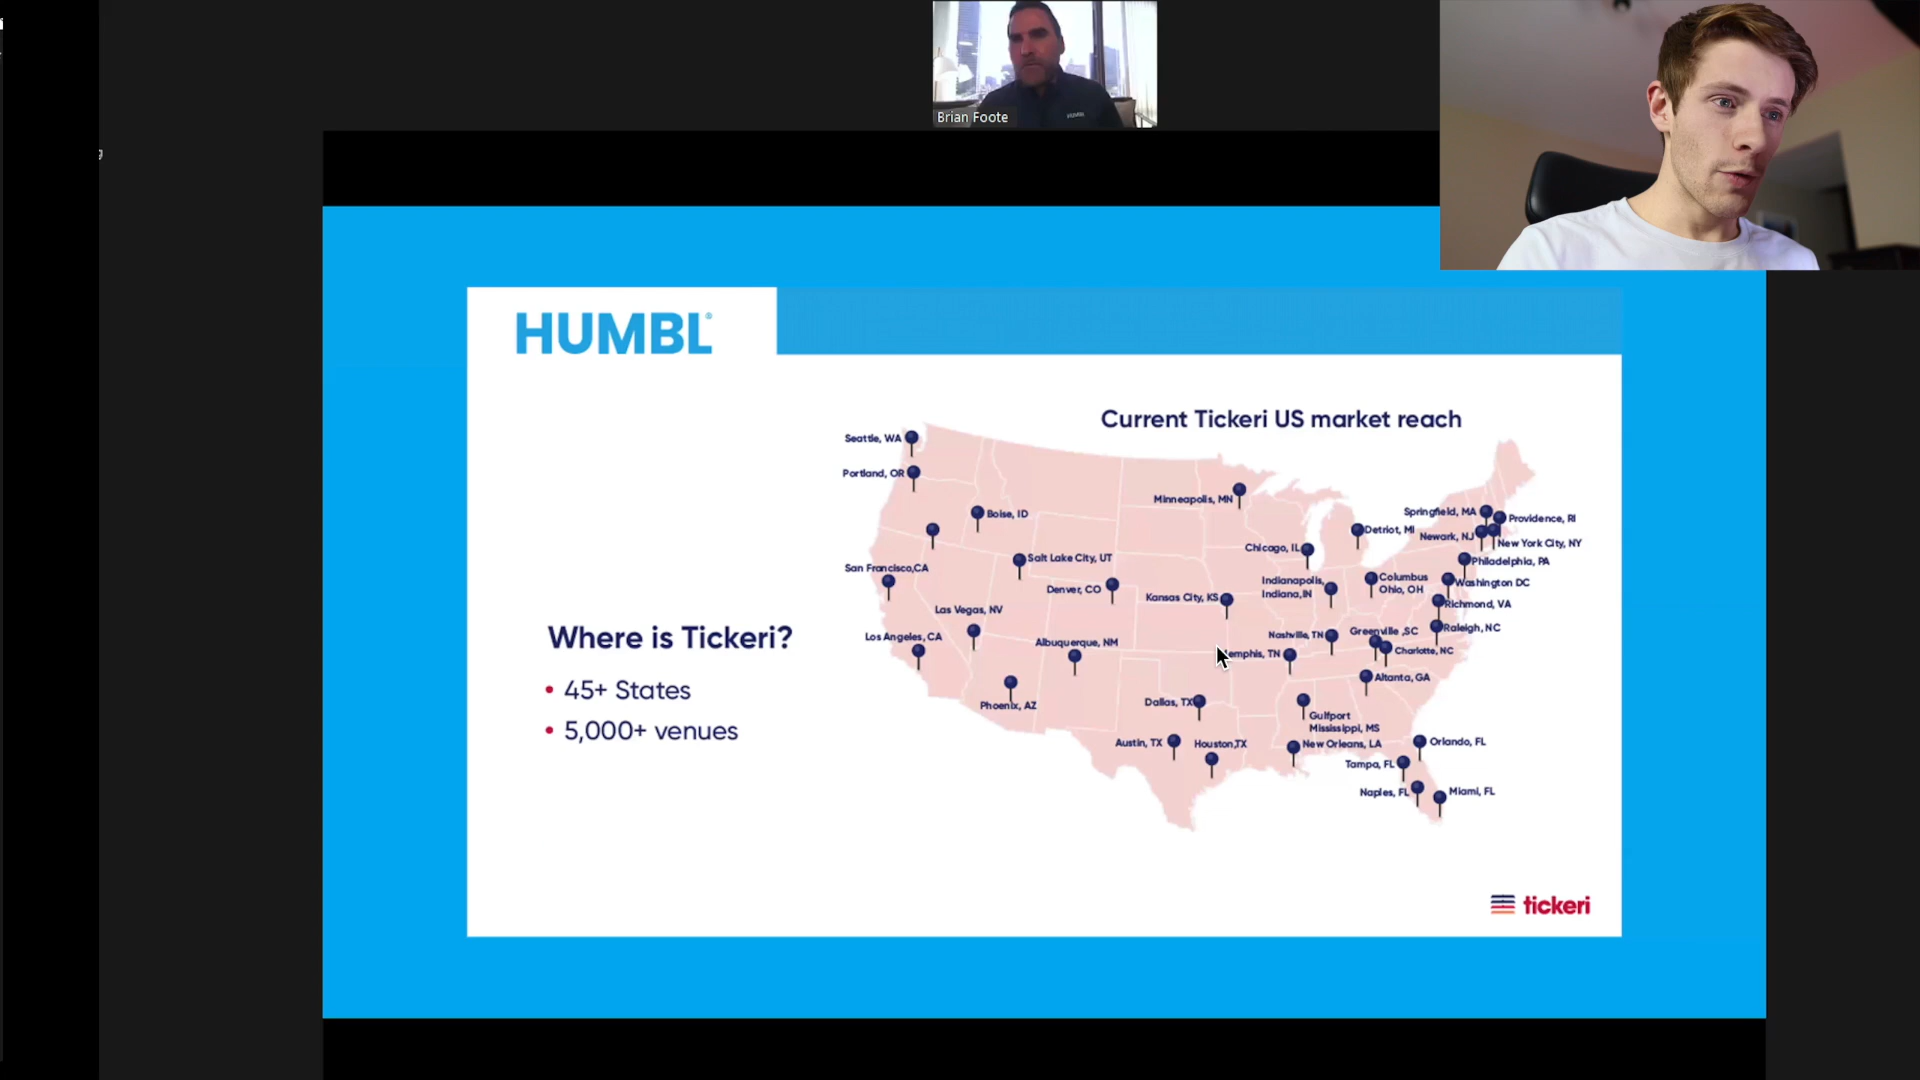 Brian Foote
HUMBL
g
HUMBL®
Current Tickeri US market reach
Seattle, WA
Portland, OR
Minneapolis, MN
Boise, ID
Springfield, MA
Providence, RI
Detriot, MI
Newark, NJ
New York City, NY
Chicago, IL
Salt Lake City, UT
Philadelphia, PA
San Francisco,CA
Indianapolis,
Indiana,IN
Columbus
Ohio, OH
Washington DC
Denver, CO
Kansas City, KS
Richmond, VA
Las Vegas, NV
Los Angeles, CA
Albuquerque, NM
Nashville, TN
Greenville ,SC
Raleigh, NC
Where is Tickeri?
emphis, TN
Charlotte, NC
Altanta, GA
• 45+ States
Phoenix, AZ
Dallas, TX
Gulfport
Mississippi, MS
• 5,000+ venues
Austin, TX
Houston,TX
New Orleans, LA
Orlando, FL
Tampa, FL
Naples, FL
Miami, FL
tickeri